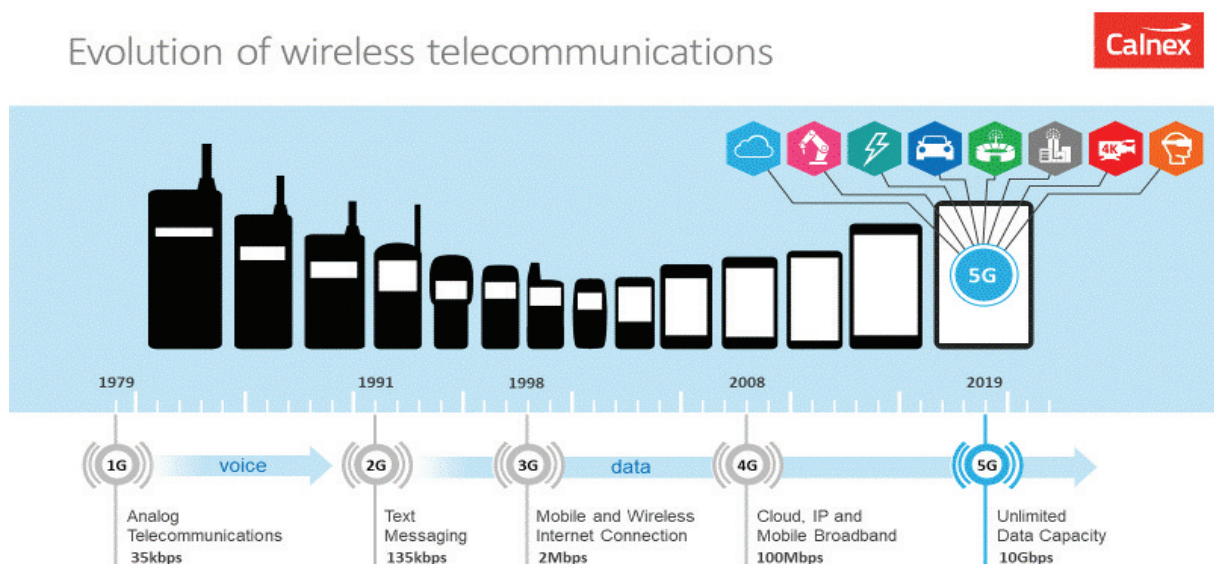 Evolution of wireless telecommunications
Calnex
4K
5G
1979
1991
1998
2008
2019
1G
voice
2G
3G
data
4G
5G
Analog
Telecommunications
35kbps
Text
Messaging
135kbps
Mobile and Wireless
Internet Connection
2Mbps
Cloud, IP and
Mobile Broadband
100Mbps
Unlimited
Data Capacity
10Gbps